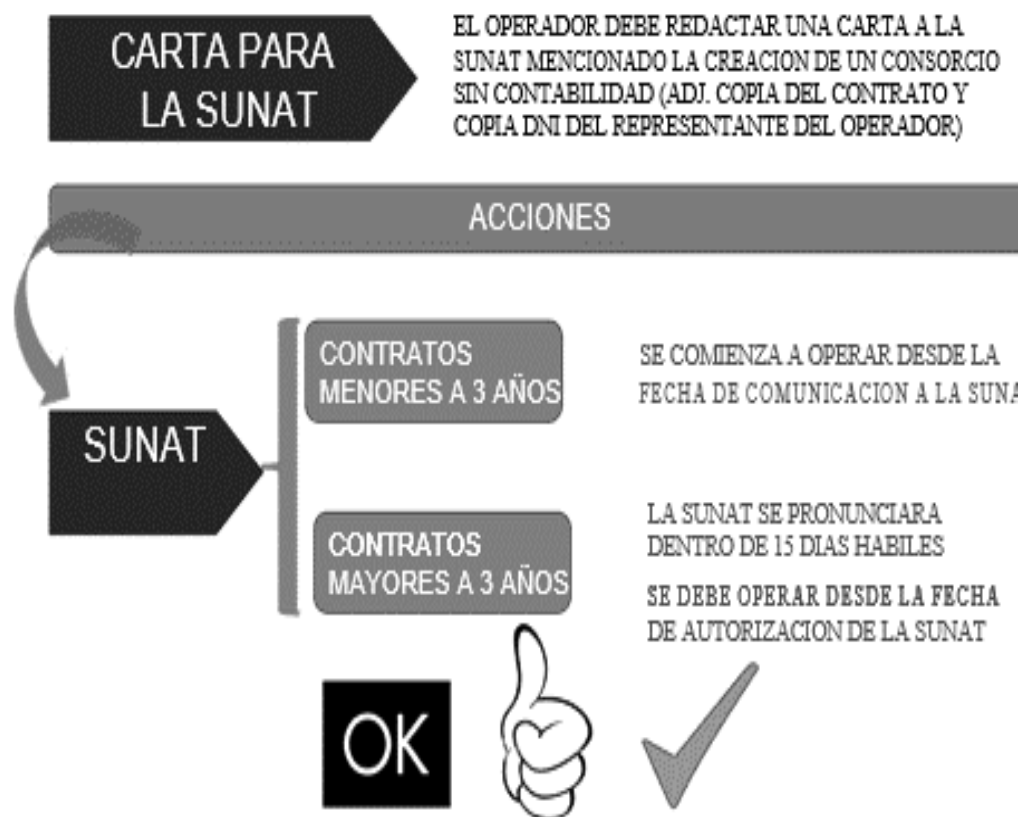 CARTA PARA
LA SUNAT
EL OPERADOR DEBE REDACTAR UNA CARTA A LA
SUNAT MENCIONADO LA CREACION DE UN CONSORCIO
SIN CONTABILIDAD (ADJ. COPIA DEL CONTRATO Y
COPIA DNI DEL REPRESENTANTE DEL OPERADOR)
ACCIONES
SUNAT
CONTRATOS
MENORES A 3 AÑOS
SE COMIENZA A OPERAR DESDE LA
FECHA DE COMUNICACION A LA SUNA
CONTRATOS
MAYORES A 3 AÑOS
LA SUNAT SE PRONUNCIARA
DENTRO DE 15 DIAS HABILES
SE DEBE OPERAR DESDE LA FECHA
DE AUTORIZACION DE LA SUNAT
OK